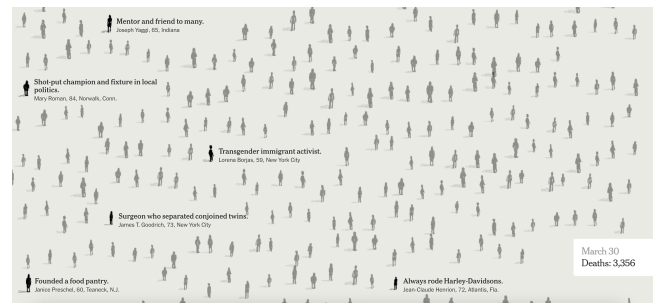 Mentor and friend to many.
Joseph Yaggi, 65, Indiana
Shot-put champion and fixture in local
politics.
Mary Roman, 84, Norwalk, Conn.
Transgender immigrant activist.
Lorena Borjas, 59, New York City
Surgeon who separated conjoined twins.
James T. Goodrich, 73, New York City
March 30
Deaths: 3,356
Founded a food pantry.
Janice Preschel, 60, Teaneck, N.J.
Always rode Harley-Davidsons.
Jean-Claude Henrion, 72, Atlantis, Fla.